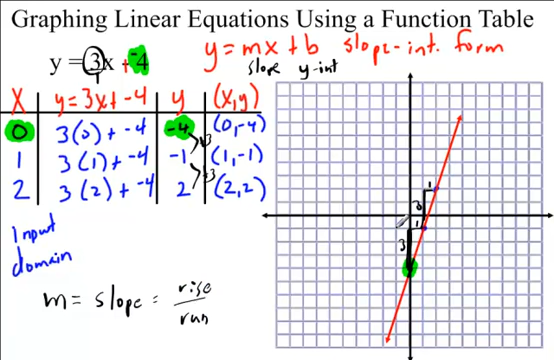 Graphing Linear Equations Using a Function Table
y = 3x + -4
1
y = mx + b slope-int. form
slope y-int
x y = 3x + -4 y (x,y)
0 3(0) + -4 -4 (0,-4)
+3
1 3(1) + -4 -1 (1,-1)
+3
2 3(2) + -4 2 (2,2)
Input
domain
m = slope = rise
run
1
3
1
3